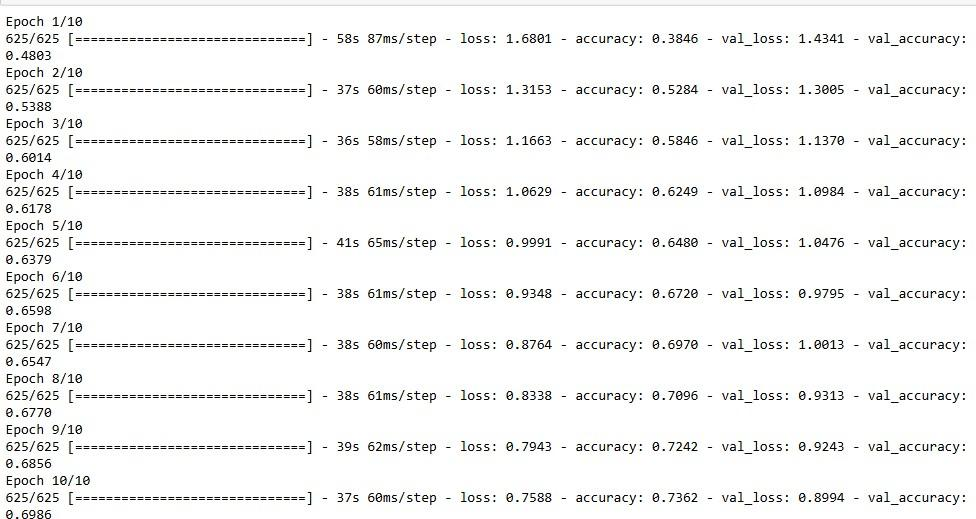 Epoch 1/10
625/625 [==============================] - 58s 87ms/step - loss: 1.6801 - accuracy: 0.3846 - val_loss: 1.4341 - val_accuracy:
0.4803
Epoch 2/10
625/625 [==============================] - 37s 60ms/step - loss: 1.3153 - accuracy: 0.5284 - val_loss: 1.3005 - val_accuracy:
0.5388
Epoch 3/10
625/625 [==============================] - 36s 58ms/step - loss: 1.1663 - accuracy: 0.5846 - val_loss: 1.1370 - val_accuracy:
0.6014
Epoch 4/10
625/625 [==============================] - 38s 61ms/step - loss: 1.0629 - accuracy: 0.6249 - val_loss: 1.0984 - val_accuracy:
0.6178
Epoch 5/10
625/625 [==============================] - 41s 65ms/step - loss: 0.9991 - accuracy: 0.6480 - val_loss: 1.0476 - val_accuracy:
0.6379
Epoch 6/10
625/625 [==============================] - 38s 61ms/step - loss: 0.9348 - accuracy: 0.6720 - val_loss: 0.9795 - val_accuracy:
0.6598
Epoch 7/10
625/625 [==============================] - 38s 60ms/step - loss: 0.8764 - accuracy: 0.6970 - val_loss: 1.0013 - val_accuracy:
0.6547
Epoch 8/10
625/625 [==============================] - 38s 61ms/step - loss: 0.8338 - accuracy: 0.7096 - val_loss: 0.9313 - val_accuracy:
0.6770
Epoch 9/10
625/625 [==============================] - 39s 62ms/step - loss: 0.7943 - accuracy: 0.7242 - val_loss: 0.9243 - val_accuracy:
0.6856
Epoch 10/10
625/625 [==============================] - 37s 60ms/step - loss: 0.7588 - accuracy: 0.7362 - val_loss: 0.8994 - val_accuracy:
0.6986